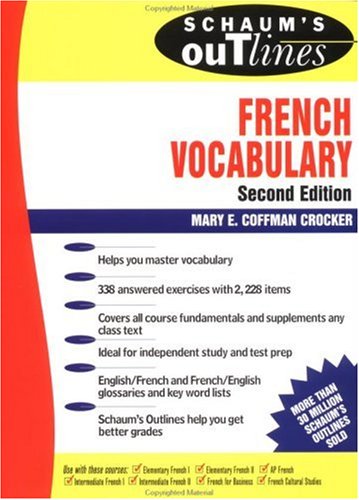 SCHAUM'S
ouTlines
FRENCH
VOCABULARY
Second Edition
MARY E. COFFMAN CROCKER
Helps you master vocabulary
338 answered exercises with 2, 228 items
Covers all course fundamentals and supplements any
class text
Ideal for independent study and test prep
English/French and French/English
glossaries and key word lists
Schaum's Outlines help you get
better grades
MORE THAN
30 MILLION
SCHAUM'S
OUTLINES
SOLD
Use with these courses: Elementary French I Elementary French II AP French
Intermediate French I Intermediate French II French for Business French Cultural Studies
Copyrighted Material
Copyrighted Material